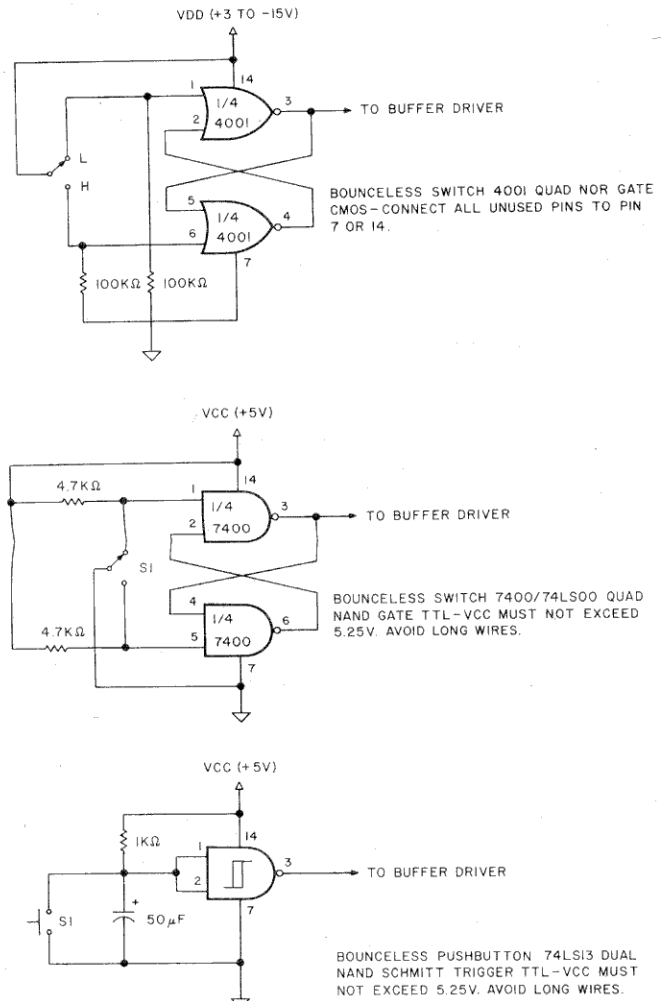 VDD (+3 TO -15V)
14
1
1/4
4001
2
3
TO BUFFER DRIVER
L
H
5
1/4
4001
6
4
7
100KΩ
100KΩ
BOUNCELESS SWITCH 4001 QUAD NOR GATE
CMOS-CONNECT ALL UNUSED PINS TO PIN
7 OR 14.
VCC (+5V)
14
4.7KΩ
1
1/4
7400
2
3
TO BUFFER DRIVER
S1
4
1/4
7400
5
6
7
4.7KΩ
BOUNCELESS SWITCH 7400/74LS00 QUAD
NAND GATE TTL-VCC MUST NOT EXCEED
5.25V. AVOID LONG WIRES.
VCC (+5V)
14
1KΩ
1
2
3
TO BUFFER DRIVER
7
S1
+
50µF
BOUNCELESS PUSHBUTTON 74LS13 DUAL
NAND SCHMITT TRIGGER TTL-VCC MUST
NOT EXCEED 5.25V. AVOID LONG WIRES.